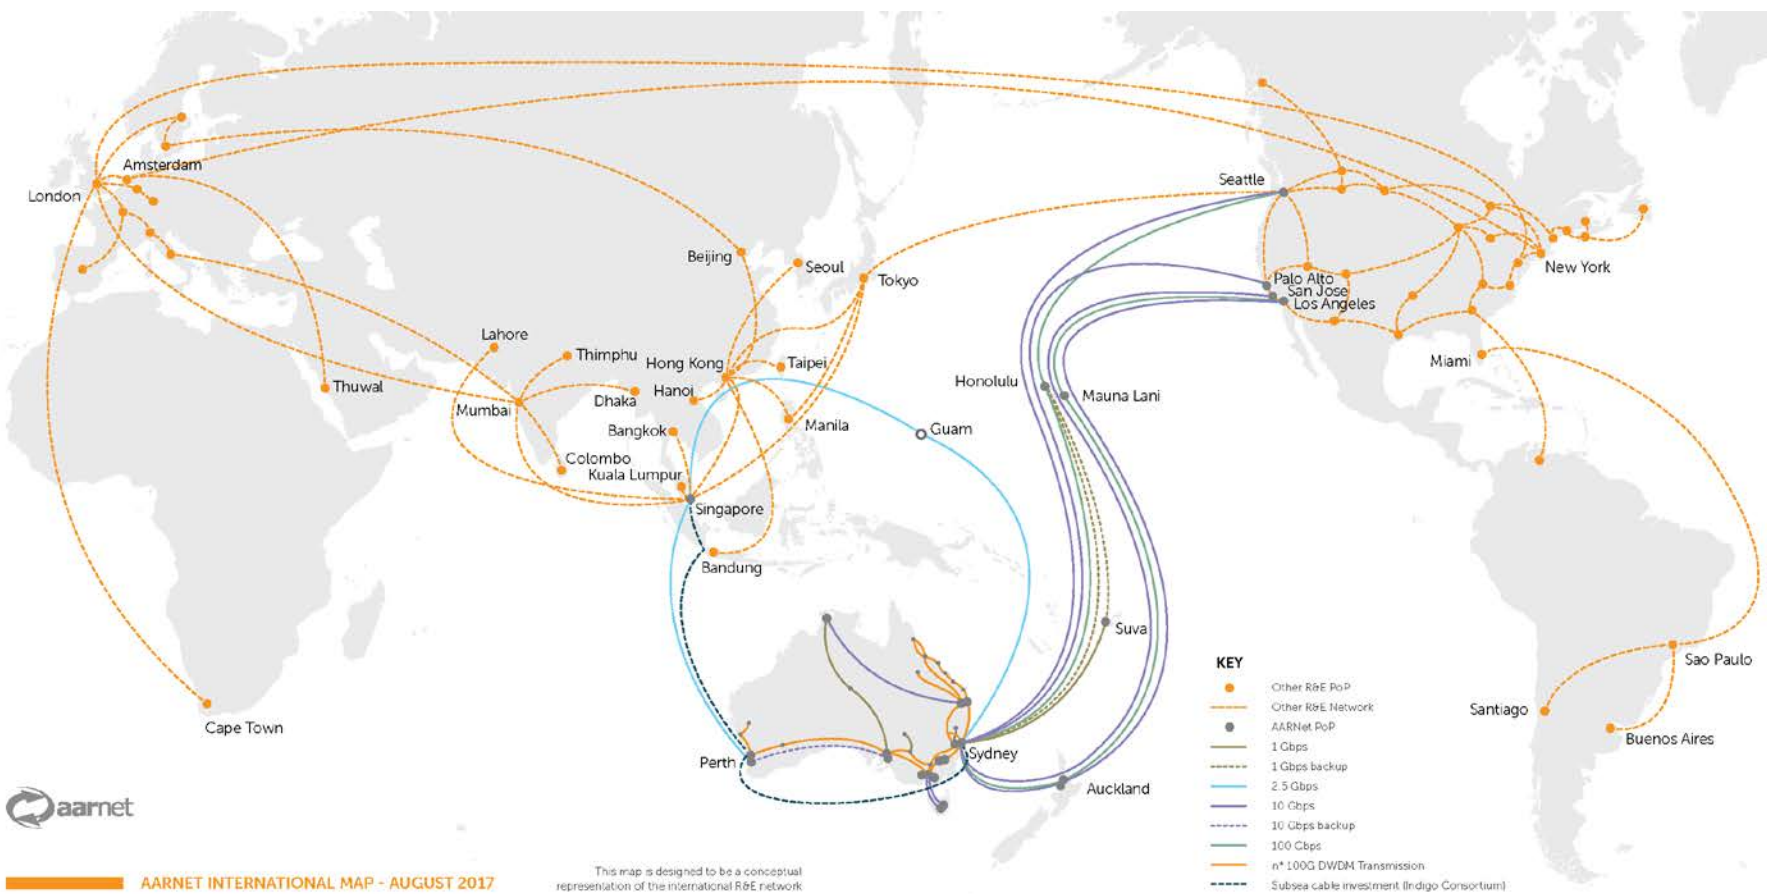 Amsterdam
London
Seattle
Beijing
Seoul
Tokyo
New York
Palo Alto
San Jose
Los Angeles
Lahore
Thimphu
Hong Kong
Taipei
Miami
Thuwal
Mumbai
Dhaka
Hanoi
Honolulu
Mauna Lani
Bangkok
Manila
Guam
Colombo
Kuala Lumpur
Singapore
Bandung
Suva
Sao Paulo
Santiago
Buenos Aires
Cape Town
Perth
Sydney
Auckland
KEY
Other R&E PoP
Other R&E Network
AARNet PoP
1 Gbps
1 Gbps backup
2.5 Gbps
10 Gbps
10 Gbps backup
100 Gbps
n* 100G DWDM Transmission
Subsea cable investment (Indigo Consortium)
aarnet
AARNET INTERNATIONAL MAP - AUGUST 2017
This map is designed to be a conceptual
representation of the international R&E network